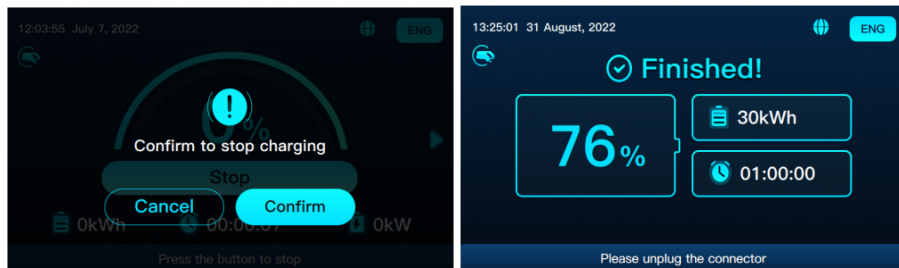 12:03:55 July 7, 2022
ENG
0%
Confirm to stop charging
Stop
Cancel
Confirm
0kWh
00:00:07
0kW
Press the button to stop
13:25:01 31 August, 2022
ENG
Finished!
76%
30kWh
01:00:00
Please unplug the connector